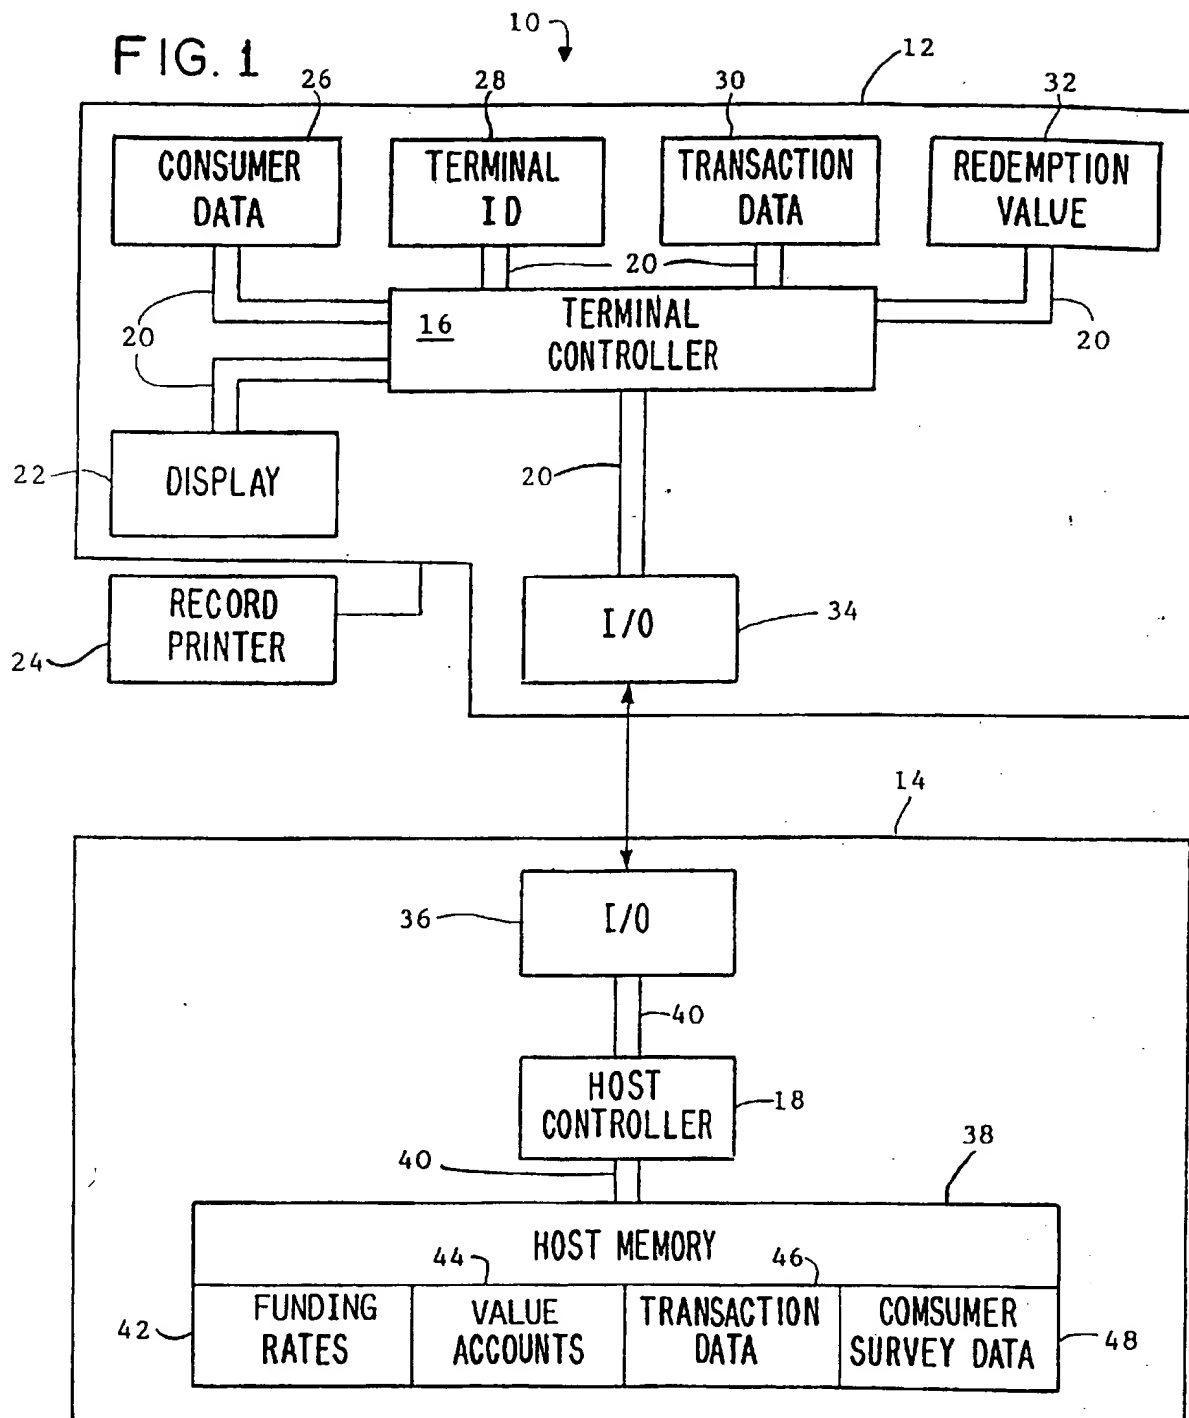 FIG. 1
10
12
26
28
30
32
CONSUMER
DATA
TERMINAL
ID
TRANSACTION
DATA
REDEMPTION
VALUE
20
20
20
16
TERMINAL
CONTROLLER
22
DISPLAY
20
24
RECORD
PRINTER
I/O
34
14
36
I/O
40
HOST
CONTROLLER
18
40
38
HOST MEMORY
44
46
42
FUNDING
RATES
VALUE
ACCOUNTS
TRANSACTION
DATA
COMSUMER
SURVEY DATA
48